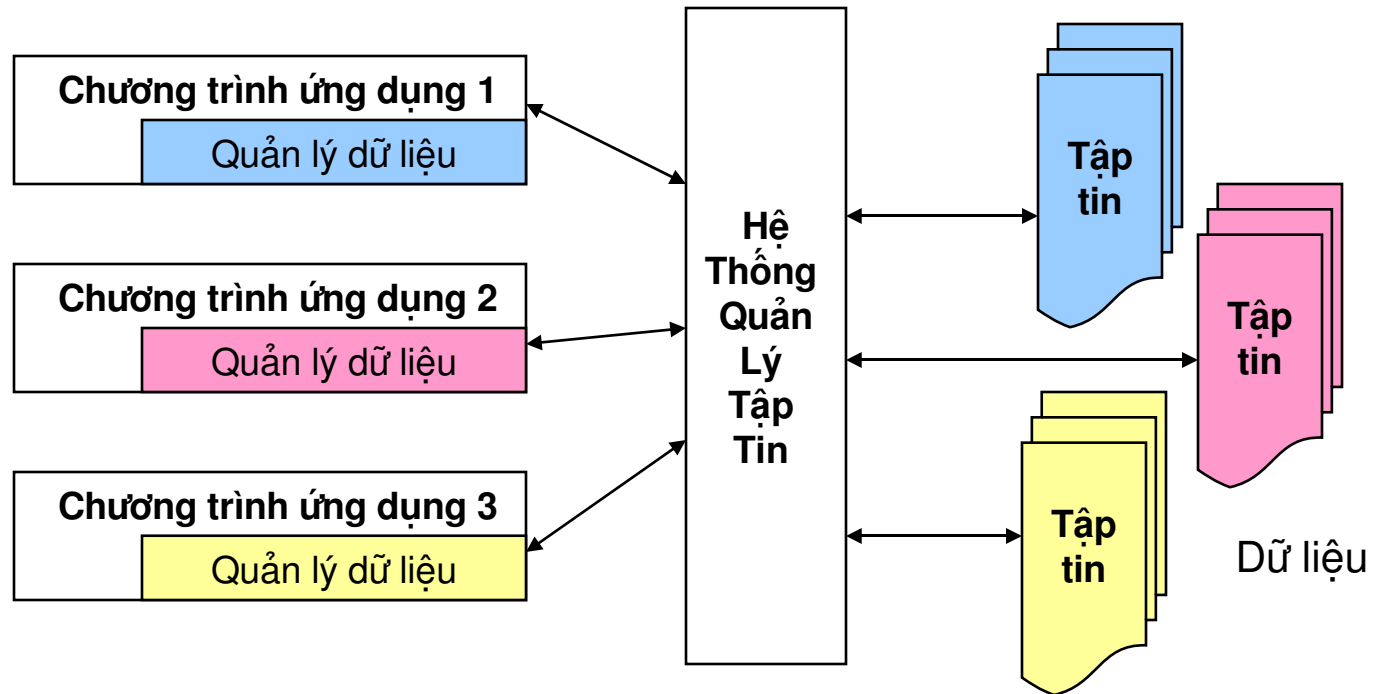 Chương trình ứng dụng 1
Quản lý dữ liệu
Chương trình ứng dụng 2
Quản lý dữ liệu
Chương trình ứng dụng 3
Quản lý dữ liệu
Hệ
Thống
Quản
Lý
Tập
Tin
Tập
tin
Tập
tin
Tập
tin
Dữ liệu